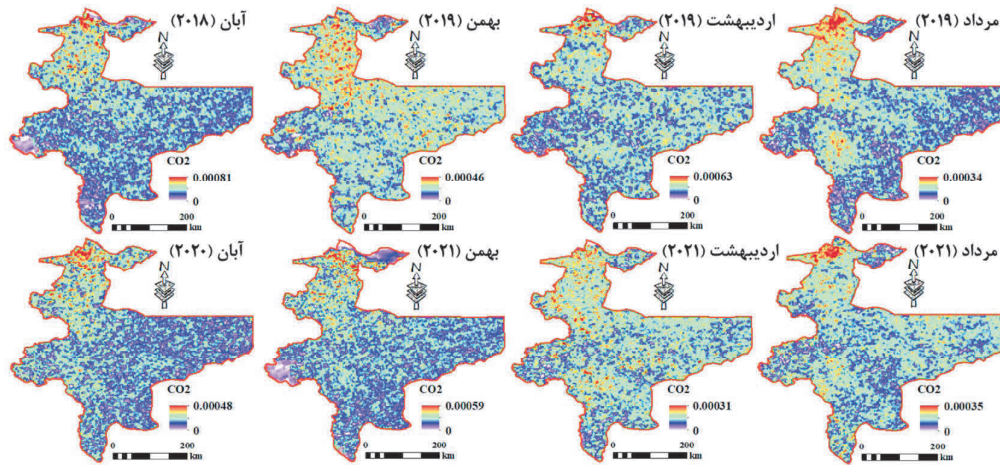 آبان (۲۰۱۸)
N
CO2
0.00081
0
0 200
km
بهمن (۲۰۱۹)
N
CO2
0.00046
0
0 200
km
اردیبهشت (۲۰۱۹)
N
CO2
0.00063
0
0 200
km
مرداد (۲۰۱۹)
N
CO2
0.00034
0
0 200
km
آبان (۲۰۲۰)
N
CO2
0.00048
0
0 200
km
بهمن (۲۰۲۱)
N
CO2
0.00059
0
0 200
km
اردیبهشت (۲۰۲۱)
N
CO2
0.00031
0
0 200
km
مرداد (۲۰۲۱)
N
CO2
0.00035
0
0 200
km